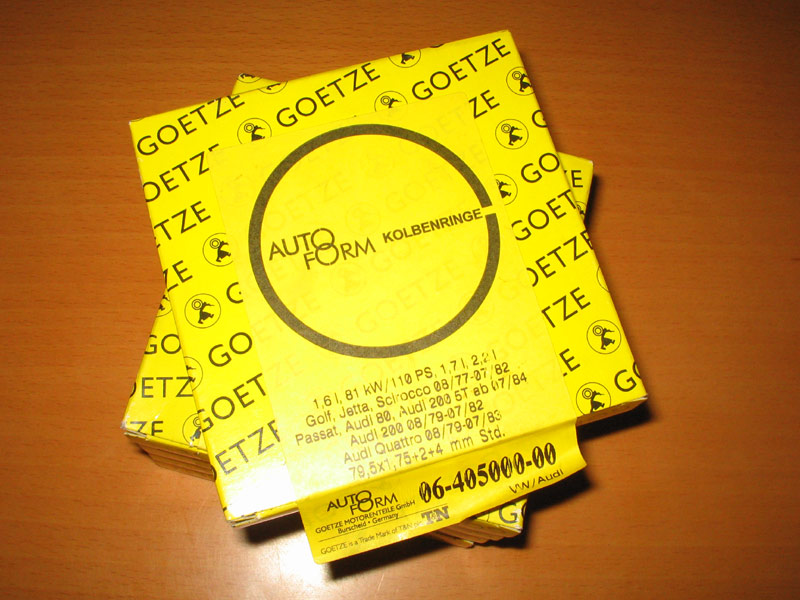 GOETZE GOETZE GOETZE
AUTO FORM KOLBENRINGE
1,6 l, 81 kW/110 PS, 1,7 l, 2,2 l
Golf, Jetta, Scirocco 08/77-07/82
Passat, Audi 80, Audi 200 5T ab 07/84
Audi 200 08/79-07/82
Audi Quattro 08/79-07/83
79,5x1,75+2+4 mm Std.
AUTO FORM 06-405000-00
VW/Audi
GOETZE MOTORENTEILE GmbH
Burscheid • Germany
GOETZE is a Trade Mark of T&N
TN